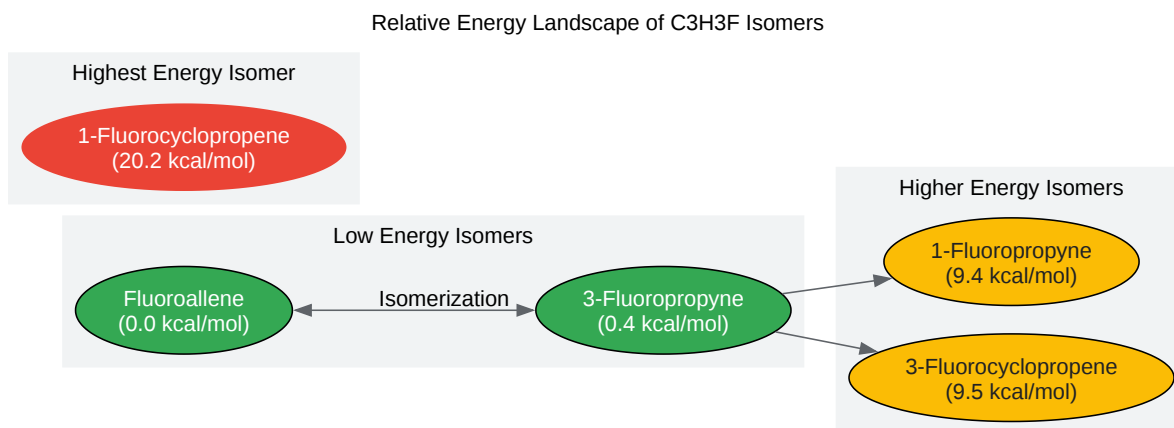 Relative Energy Landscape of C3H3F Isomers
Highest Energy Isomer
1-Fluorocyclopropene
(20.2 kcal/mol)
Low Energy Isomers
Fluoroallene
(0.0 kcal/mol)
Isomerization
3-Fluoropropyne
(0.4 kcal/mol)
Higher Energy Isomers
1-Fluoropropyne
(9.4 kcal/mol)
3-Fluorocyclopropene
(9.5 kcal/mol)